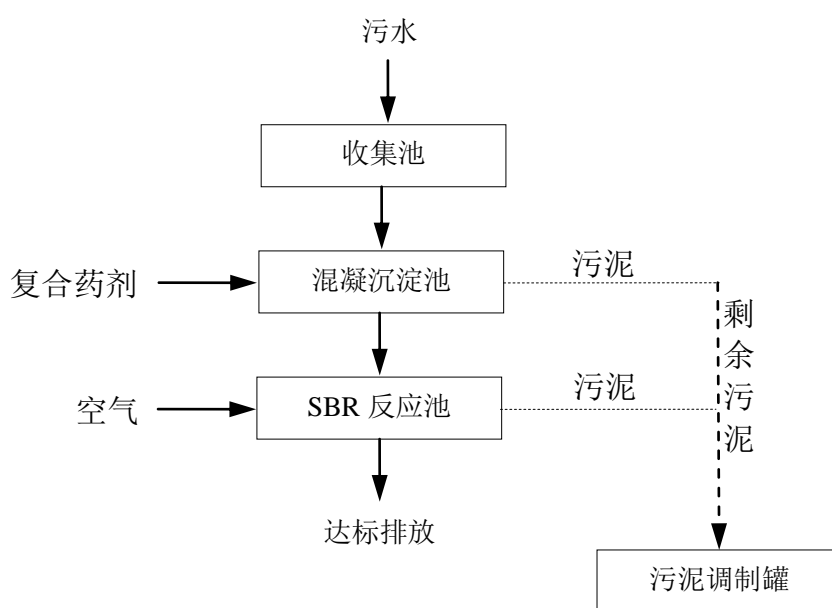 污水
收集池
复合药剂
混凝沉淀池
污泥
剩余污泥
空气
SBR 反应池
污泥
达标排放
污泥调制罐